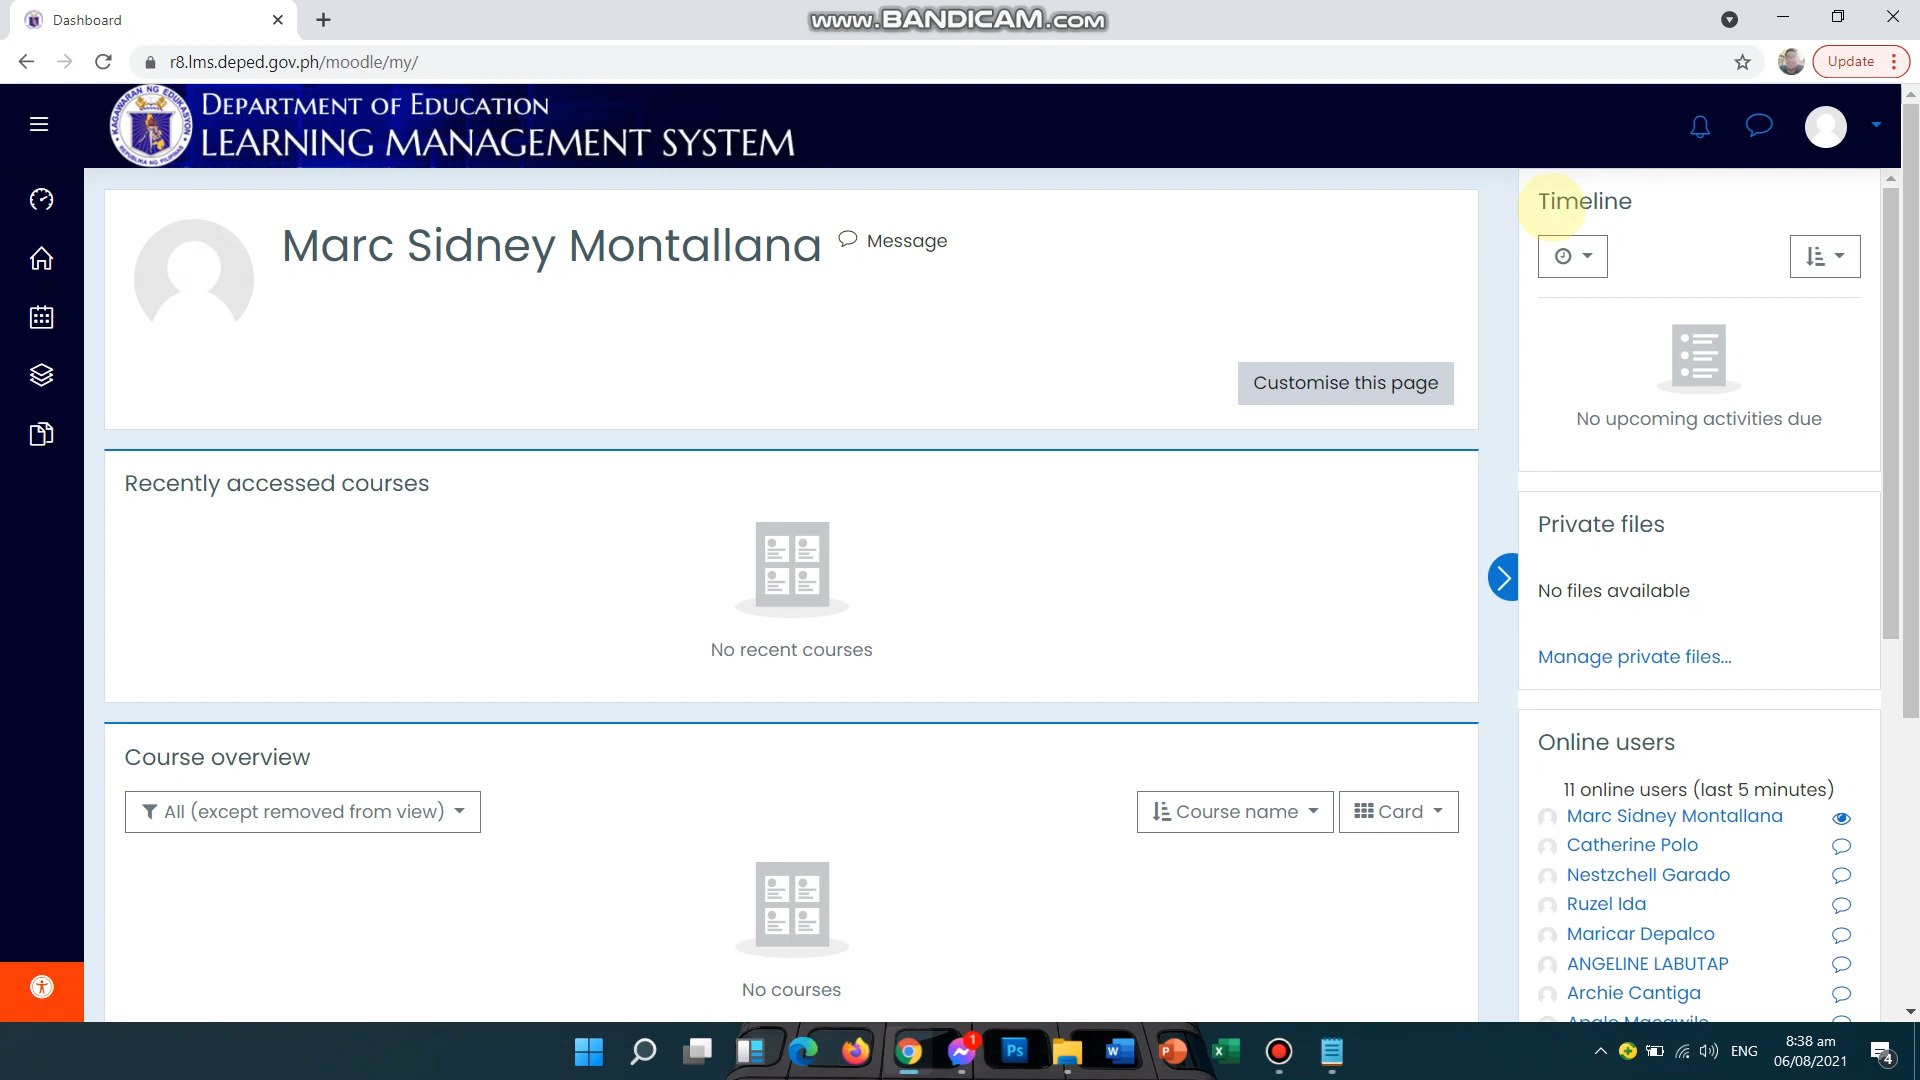 Dashboard
www.BANDICAM.com
r8.lms.deped.gov.ph/moodle/my/
Update
DEPARTMENT OF EDUCATION
LEARNING MANAGEMENT SYSTEM
Marc Sidney Montallana
Message
Customise this page
Recently accessed courses
No recent courses
Course overview
All (except removed from view)
Course name
Card
No courses
Timeline
No upcoming activities due
Private files
No files available
Manage private files...
Online users
11 online users (last 5 minutes)
Marc Sidney Montallana
Catherine Polo
Nestzchell Garado
Ruzel Ida
Maricar Depalco
ANGELINE LABUTAP
Archie Cantiga
1
Ps
ENG
8:38 am
06/08/2021
4